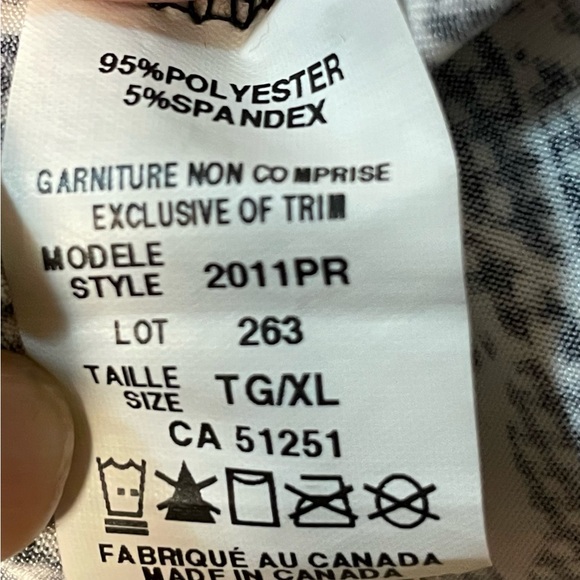 95%POLYESTER
5%SPANDEX
GARNITURE NON COMPRISE
EXCLUSIVE OF TRIM
MODELE
STYLE 2011PR
LOT 263
TAILLE
SIZE TG/XL
CA 51251
FABRIQUÉ AU CANADA
MADE IN CANADA